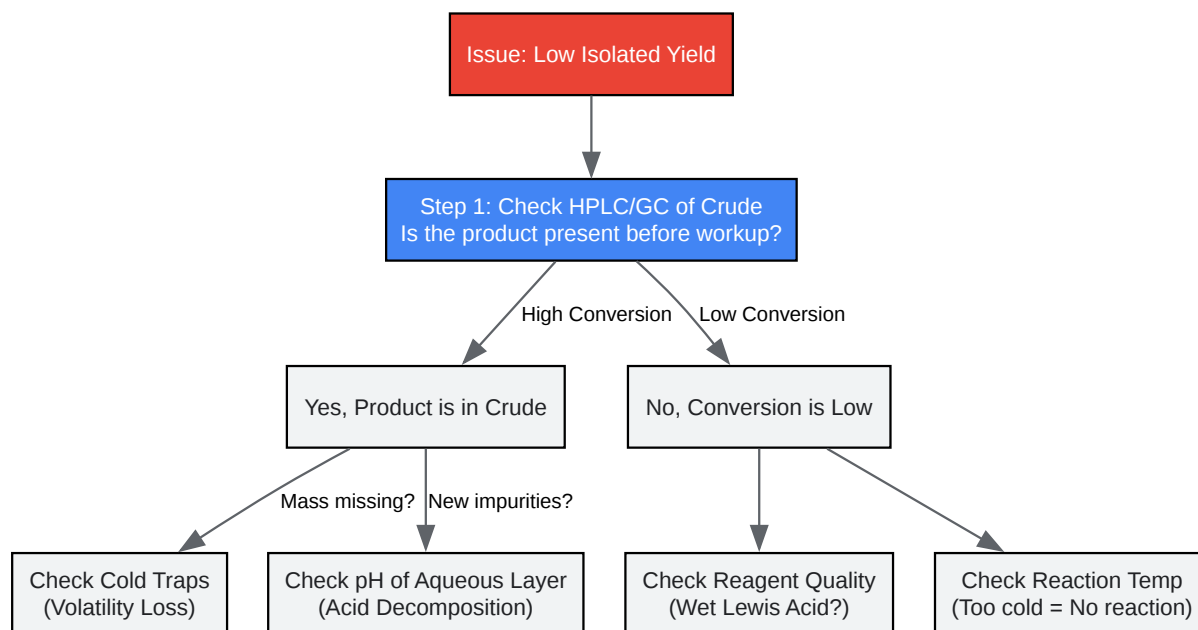 Issue: Low Isolated Yield
Step 1: Check HPLC/GC of Crude
Is the product present before workup?
High Conversion
Low Conversion
Yes, Product is in Crude
No, Conversion is Low
Mass missing?
New impurities?
Check Cold Traps
(Volatility Loss)
Check pH of Aqueous Layer
(Acid Decomposition)
Check Reagent Quality
(Wet Lewis Acid?)
Check Reaction Temp
(Too cold = No reaction)